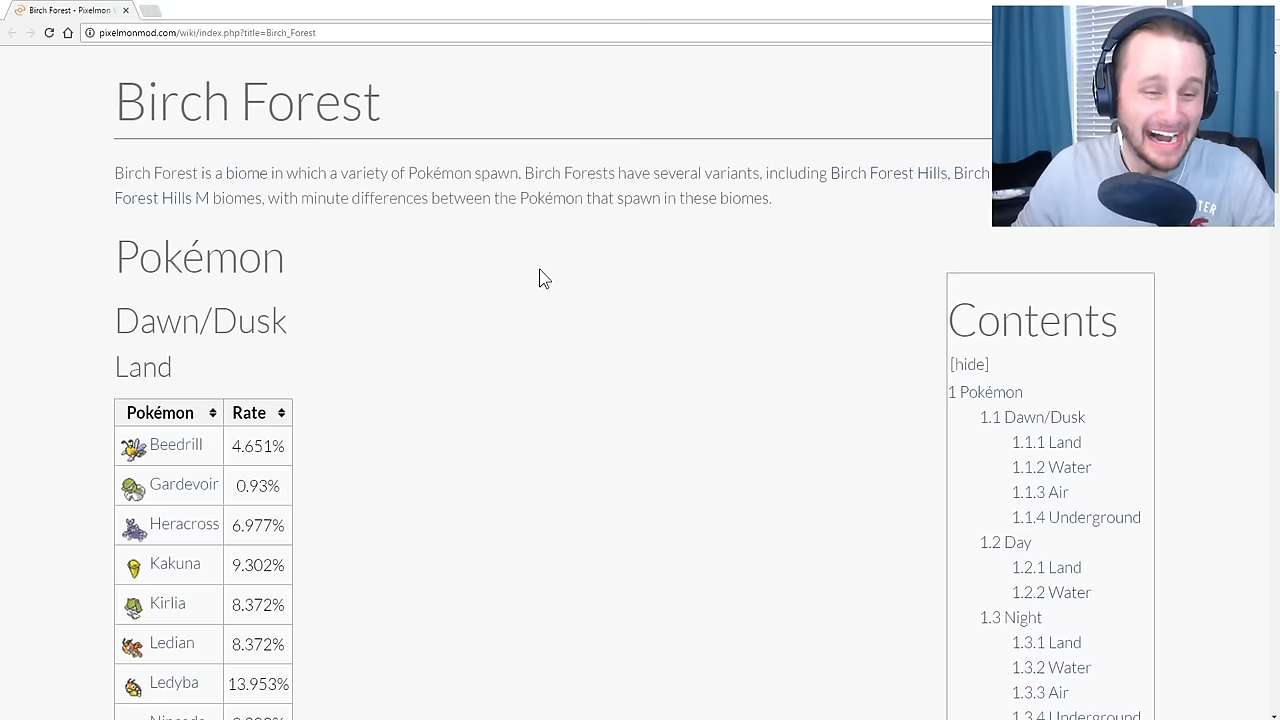 Birch Forest - Pixelmon W
pixelmonmod.com/wiki/index.php?title=Birch_Forest
Birch Forest
Birch Forest is a biome in which a variety of Pokémon spawn. Birch Forests have several variants, including Birch Forest Hills, Birch
Forest Hills M biomes, with minute differences between the Pokémon that spawn in these biomes.
Pokémon
Dawn/Dusk
Land
Pokémon Rate
Beedrill 4.651%
Gardevoir 0.93%
Heracross 6.977%
Kakuna 9.302%
Kirlia 8.372%
Ledian 8.372%
Ledyba 13.953%
Contents
[hide]
1 Pokémon
1.1 Dawn/Dusk
1.1.1 Land
1.1.2 Water
1.1.3 Air
1.1.4 Underground
1.2 Day
1.2.1 Land
1.2.2 Water
1.3 Night
1.3.1 Land
1.3.2 Water
1.3.3 Air
1.3.4 Underground